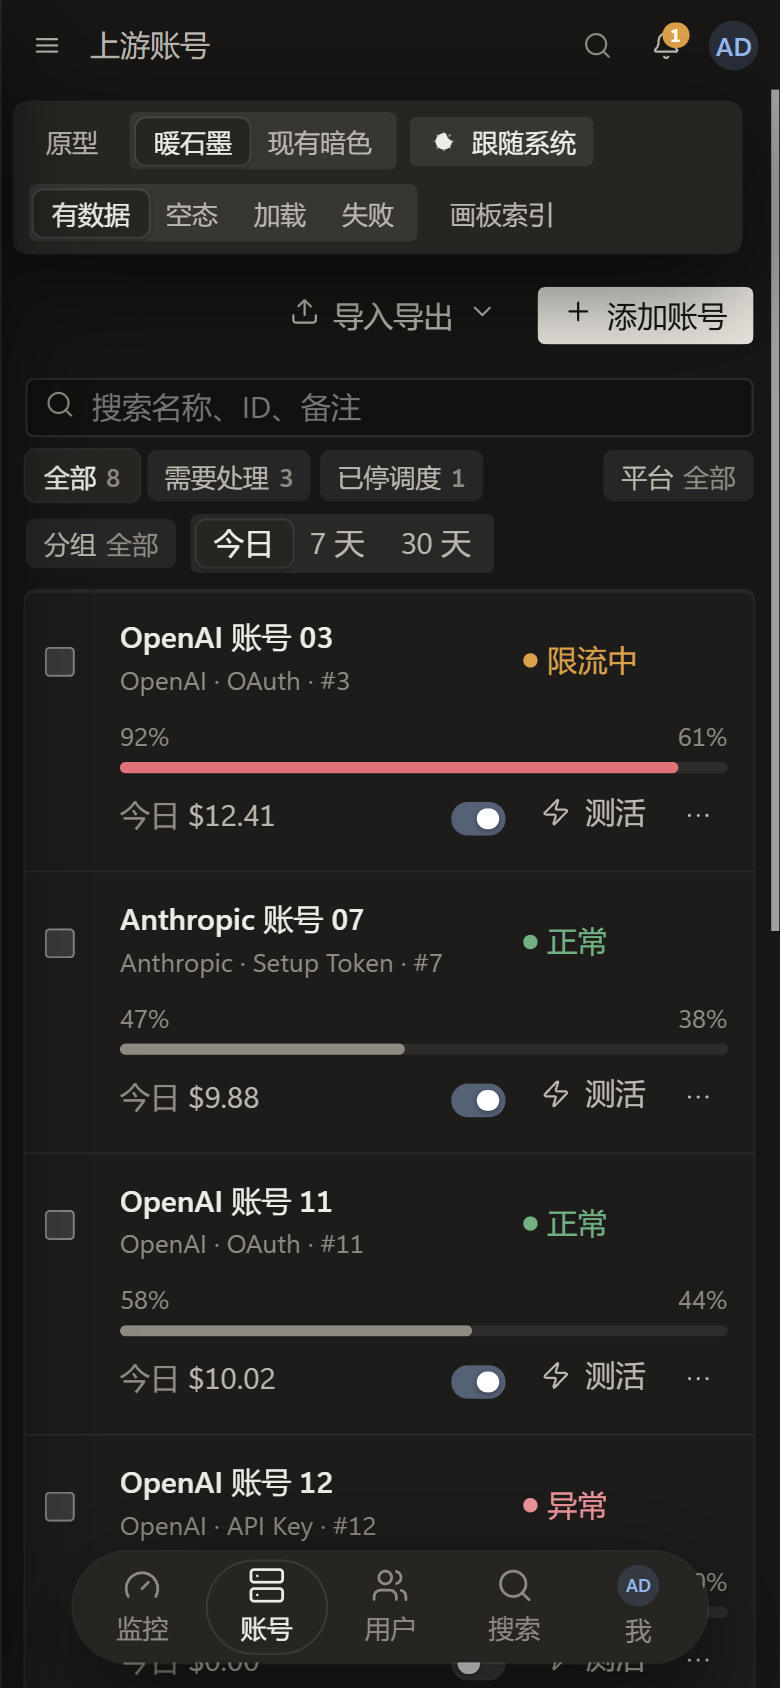 上游账号
1
AD
原型 暖石墨 现有暗色 跟随系统
有数据 空态 加载 失败 画板索引
导入导出 + 添加账号
搜索名称、ID、备注
全部 8 需要处理 3 已停调度 1 平台 全部
分组 全部 今日 7 天 30 天
OpenAI 账号 03
限流中
OpenAI · OAuth · #3
92% 61%
今日 $12.41 测活 ···
Anthropic 账号 07
正常
Anthropic · Setup Token · #7
47% 38%
今日 $9.88 测活 ···
OpenAI 账号 11
正常
OpenAI · OAuth · #11
58% 44%
今日 $10.02 测活 ···
OpenAI 账号 12
异常
OpenAI · API Key · #12
AD
监控 账号 用户 搜索 我
今日 $0.00 测活 ···